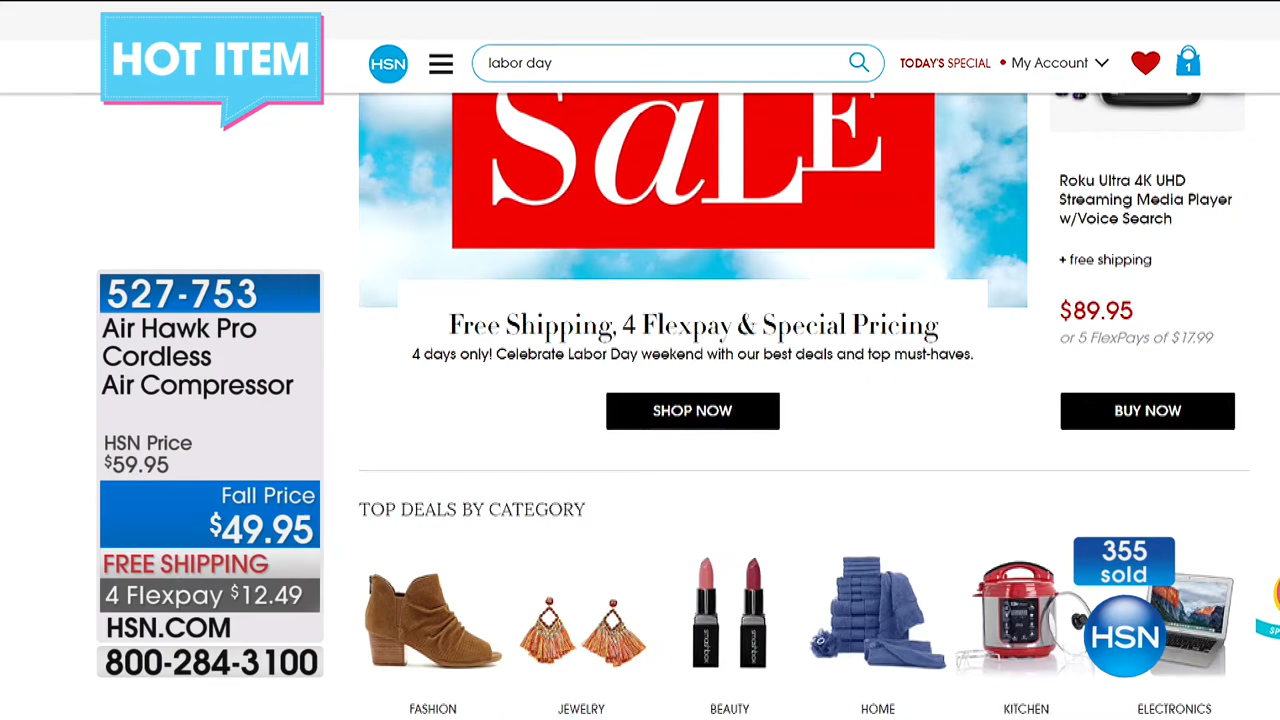 HOT ITEM
HSN
labor day
TODAY'S SPECIAL
My Account
1
SaLE
Roku Ultra 4K UHD
Streaming Media Player
w/Voice Search
+ free shipping
$89.95
or 5 FlexPays of $17.99
BUY NOW
Free Shipping, 4 Flexpay & Special Pricing
4 days only! Celebrate Labor Day weekend with our best deals and top must-haves.
SHOP NOW
527-753
Air Hawk Pro
Cordless
Air Compressor
HSN Price
$59.95
Fall Price
$49.95
FREE SHIPPING
4 Flexpay $12.49
HSN.COM
800-284-3100
TOP DEALS BY CATEGORY
smashbox
smashbox
355
sold
HSN
FASHION
JEWELRY
BEAUTY
HOME
KITCHEN
ELECTRONICS